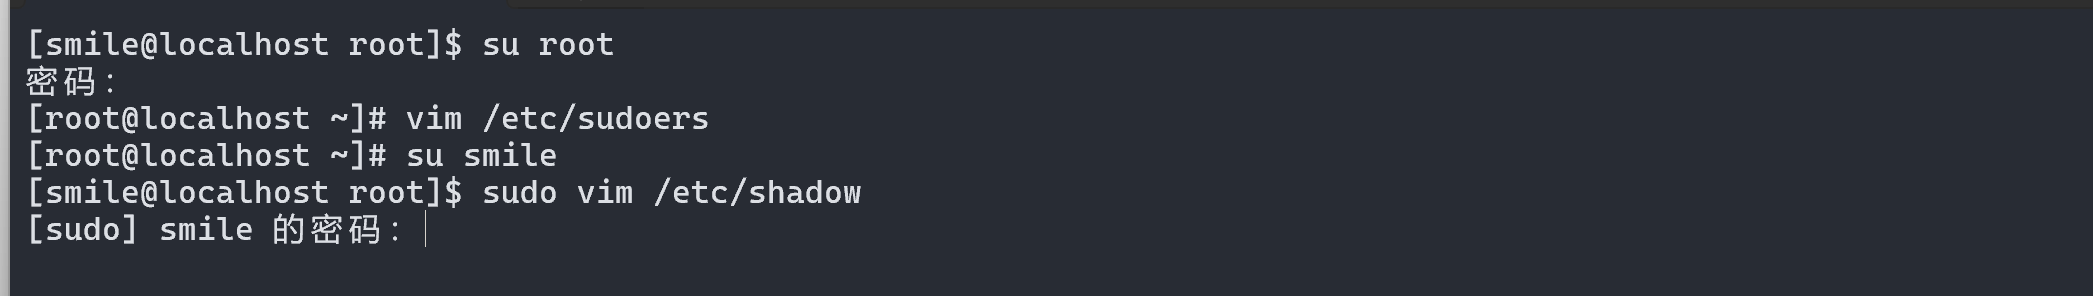 [smile@localhost root]$ su root
密码：
[root@localhost ~]# vim /etc/sudoers
[root@localhost ~]# su smile
[smile@localhost root]$ sudo vim /etc/shadow
[sudo] smile 的密码：